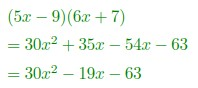 (5x − 9)(6x + 7)
= 30x² + 35x − 54x − 63
= 30x² − 19x − 63